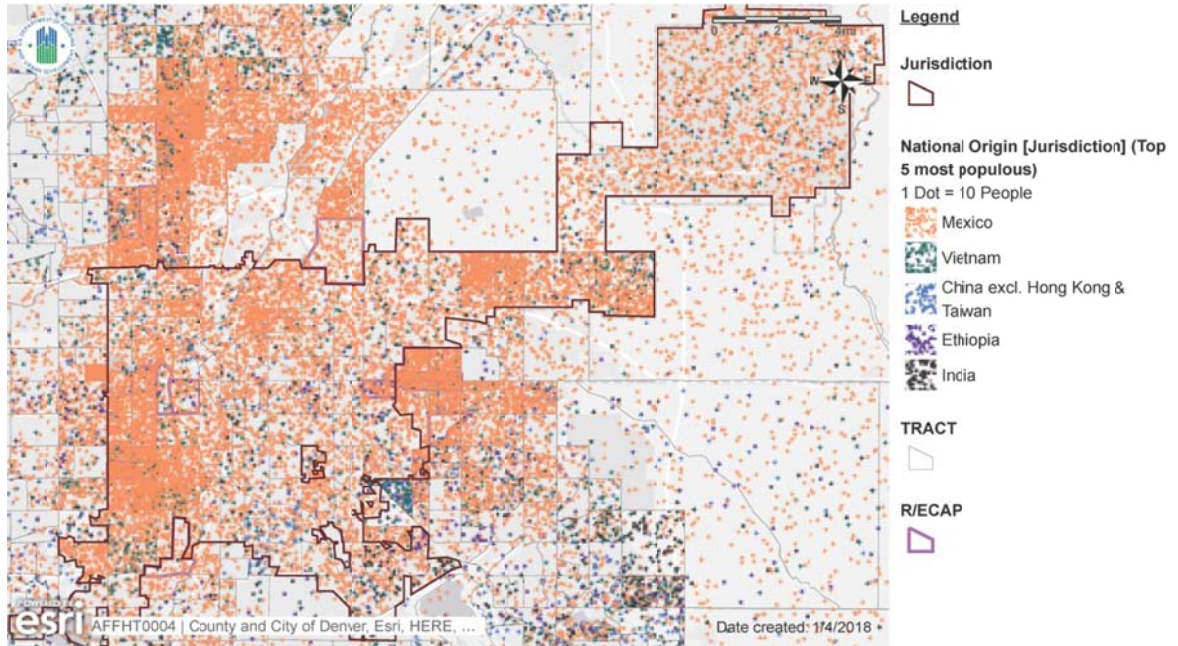 Legend
Jurisdiction
National Origin [Jurisdiction] (Top
5 most populous)
1 Dot = 10 People
Mexico
Vietnam
China excl. Hong Kong &
Taiwan
Ethiopia
India
TRACT
R/ECAP
0 2 4mi
N
W E
S
POWERED BY
esri
AFFHT0004 | County and City of Denver, Esri, HERE, ...
Date created: 1/4/2018